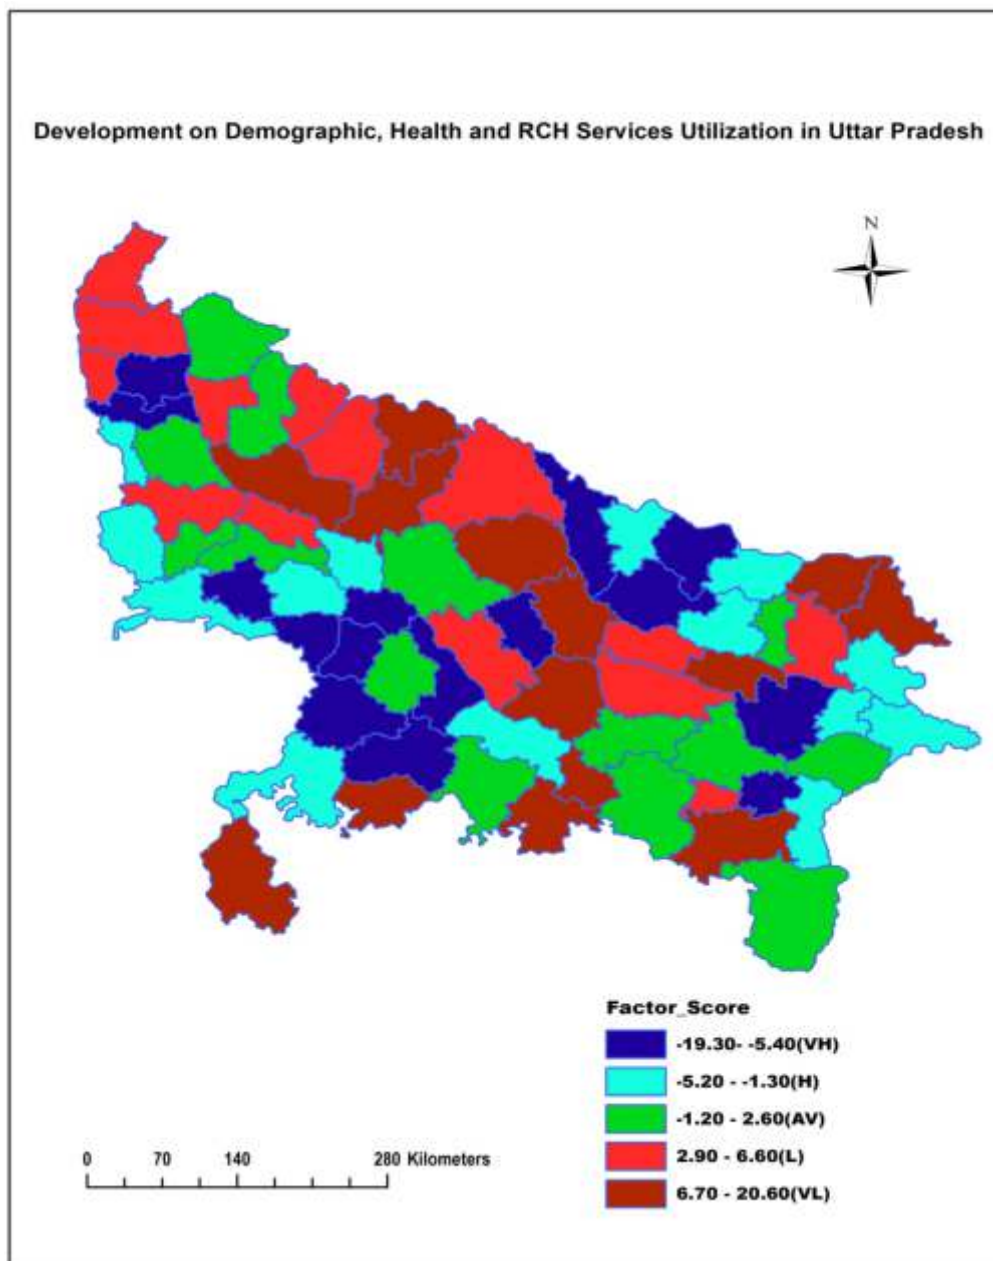 Development on Demographic, Health and RCH Services Utilization in Uttar Pradesh
N
Factor_Score
-19.30- -5.40(VH)
-5.20 - -1.30(H)
-1.20 - 2.60(AV)
2.90 - 6.60(L)
6.70 - 20.60(VL)
0 70 140 280 Kilometers